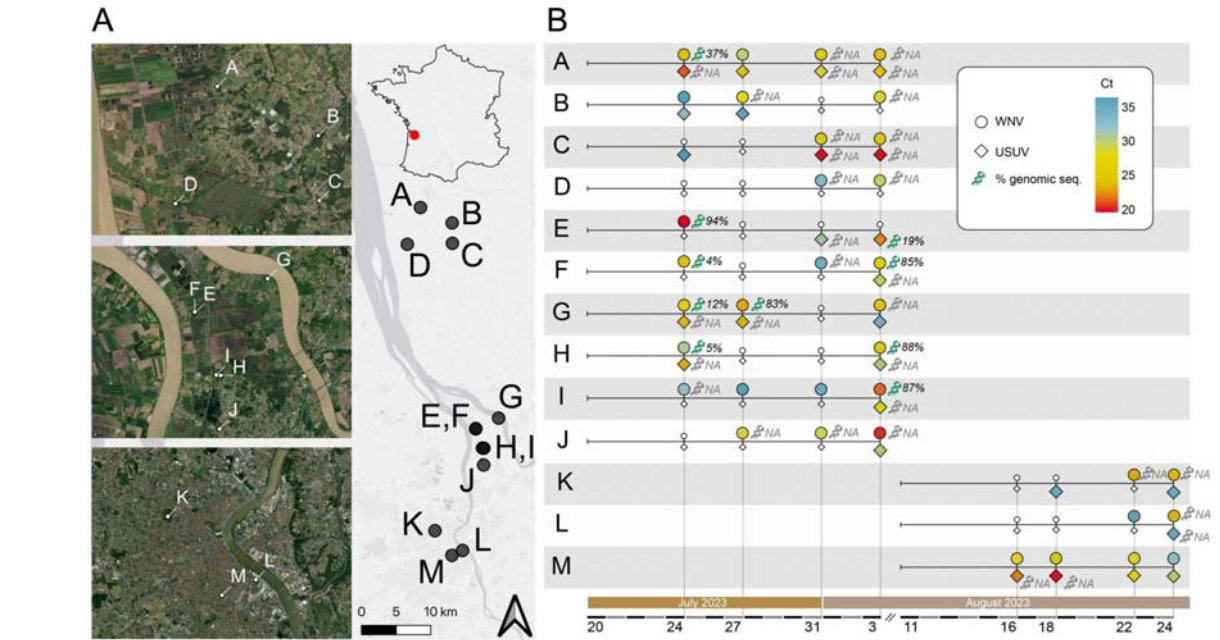 A
A
B
D
C
G
F E
I H
J
K
L
M
A
B
D
C
G
E,F
H,I
J
K
L
M
0 5 10 km
B
A 37% NA NA
NA NA NA
B NA NA
C NA NA
NA NA
D NA NA
E 94%
NA 19%
F 4% NA 85%
NA
G 12% 83% NA
NA NA
H 5% 88%
NA NA
I NA 87%
NA
J NA NA NA
K NA NA
L NA
NA
M
NA NA
Ct
35
WNV
30
USUV
25
% genomic seq.
20
July 2023 August 2023
20 24 27 31 3 // 11 16 18 22 24